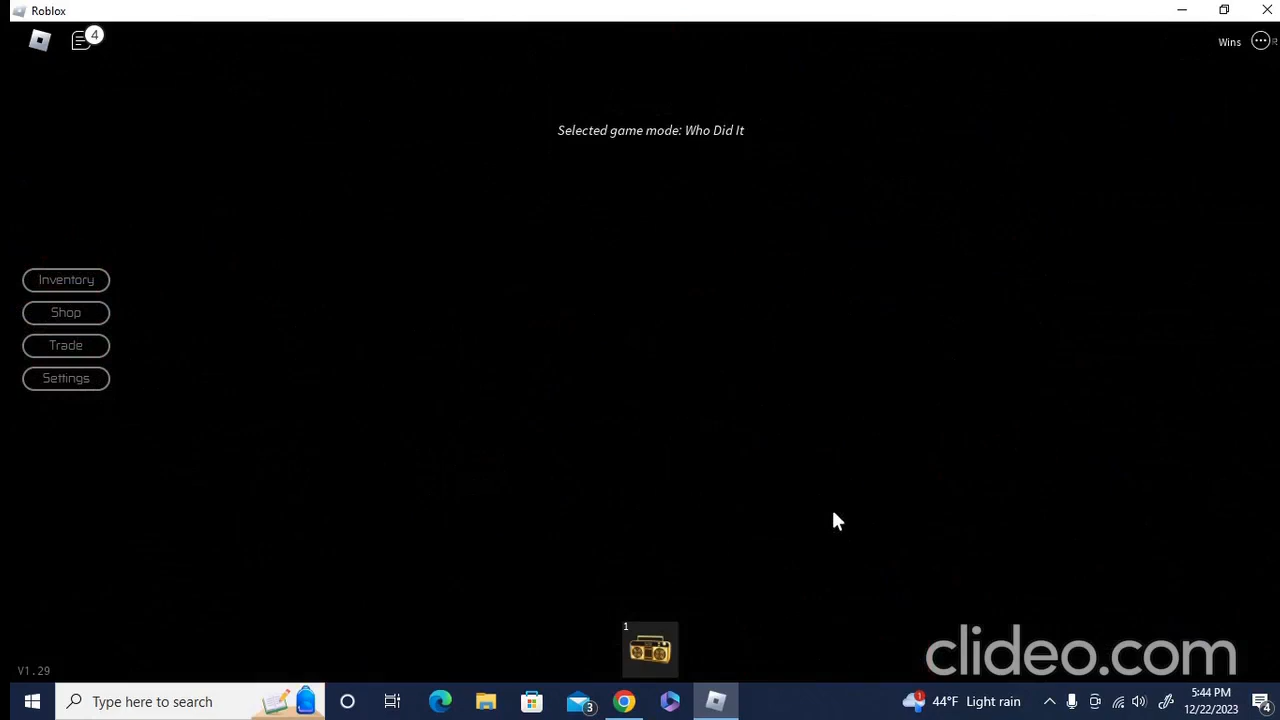 Roblox
4
Wins
Selected game mode: Who Did It
Inventory
Shop
Trade
Settings
1
V1.29
clideo.com
Type here to search
3
1
44°F Light rain
5:44 PM
12/22/2023
4